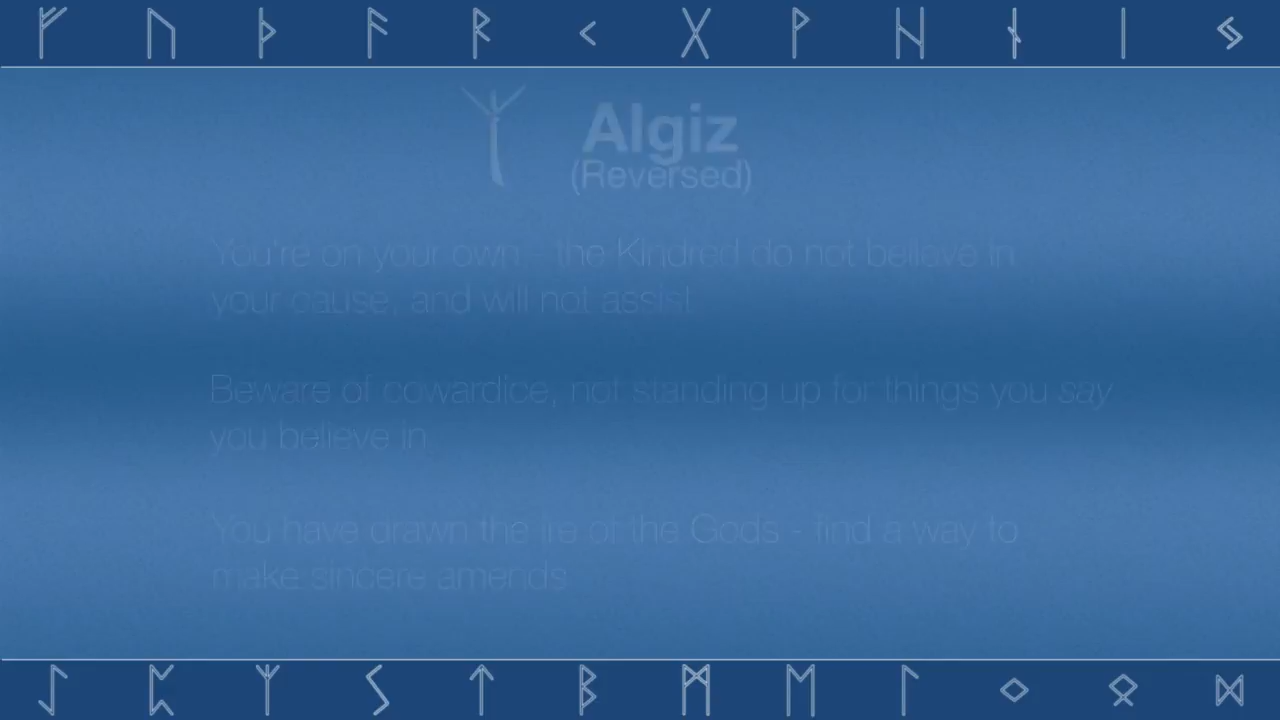 ᚠ ᚢ ᚦ ᚨ ᚱ ᚲ ᚷ ᚹ ᚺ ᚾ ᛁ ᛃ
ᛉ Algiz
(Reversed)
You're on your own - the Kindred do not believe in
your cause, and will not assist
Beware of cowardice, not standing up for things you say
you believe in
You have drawn the ire of the Gods - find a way to
make sincere amends
ᛇ ᛈ ᛉ ᛊ ᛏ ᛒ ᛗ ᛖ ᛚ ᛜ ᛟ ᛞ